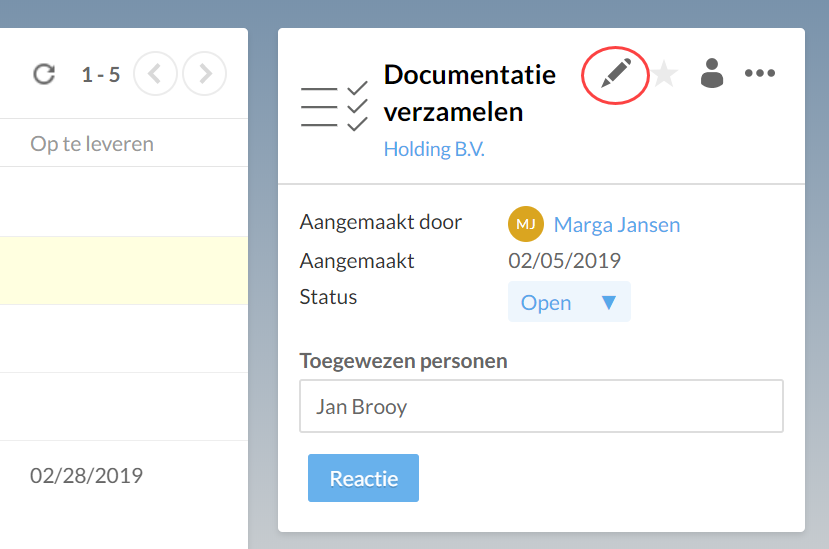 1 - 5
Op te leveren
02/28/2019
Documentatie
verzamelen
Holding B.V.
Aangemaakt door MJ Marga Jansen
Aangemaakt 02/05/2019
Status Open ▼
Toegewezen personen
Jan Brooy
Reactie